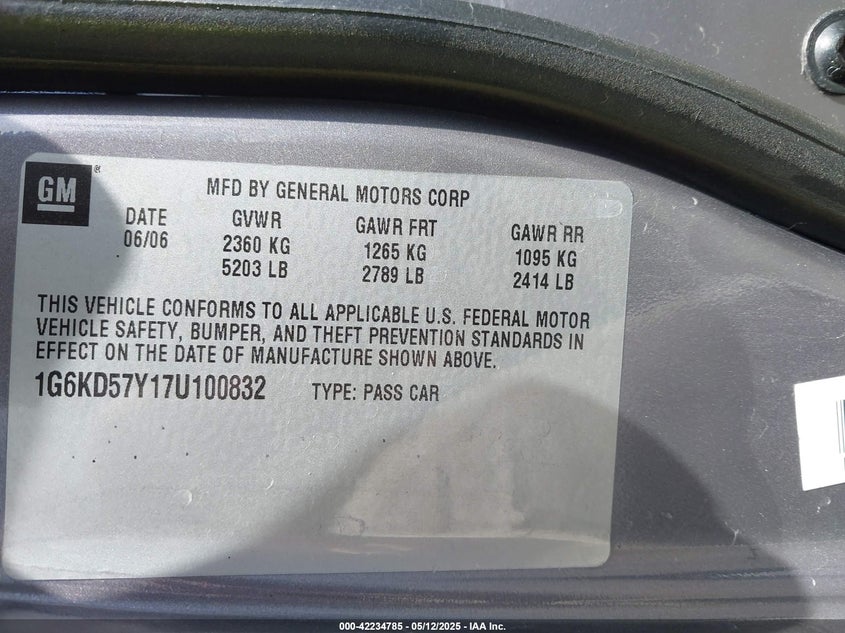 GM
®
MFD BY GENERAL MOTORS CORP
DATE GVWR GAWR FRT GAWR RR
06/06 2360 KG 1265 KG 1095 KG
5203 LB 2789 LB 2414 LB
THIS VEHICLE CONFORMS TO ALL APPLICABLE U.S. FEDERAL MOTOR
VEHICLE SAFETY, BUMPER, AND THEFT PREVENTION STANDARDS IN
EFFECT ON THE DATE OF MANUFACTURE SHOWN ABOVE.
1G6KD57Y17U100832 TYPE: PASS CAR
000-42234785 - 05/12/2025 - IAA Inc.